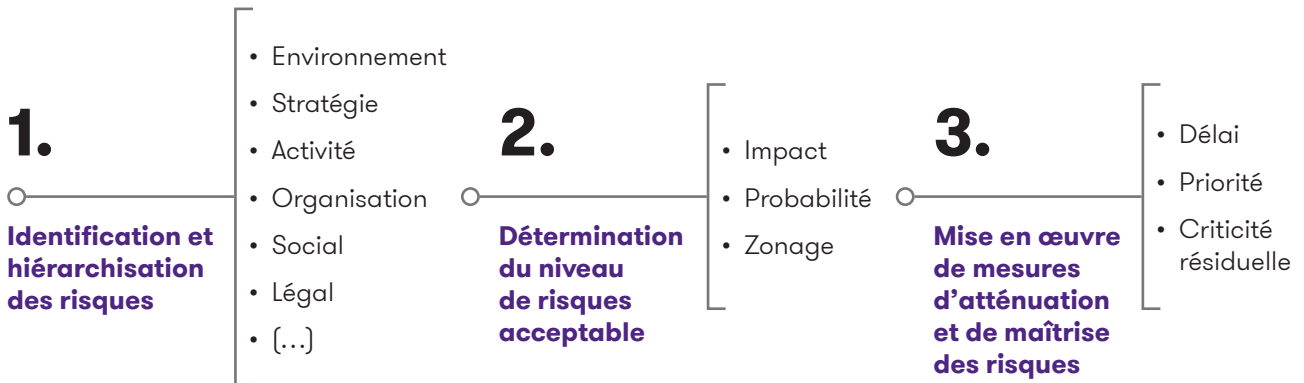 1.
Identification et
hiérarchisation
des risques
• Environnement
• Stratégie
• Activité
• Organisation
• Social
• Légal
• (…)
2.
Détermination
du niveau
de risques
acceptable
• Impact
• Probabilité
• Zonage
3.
Mise en œuvre
de mesures
d’atténuation
et de maîtrise
des risques
• Délai
• Priorité
• Criticité
résiduelle